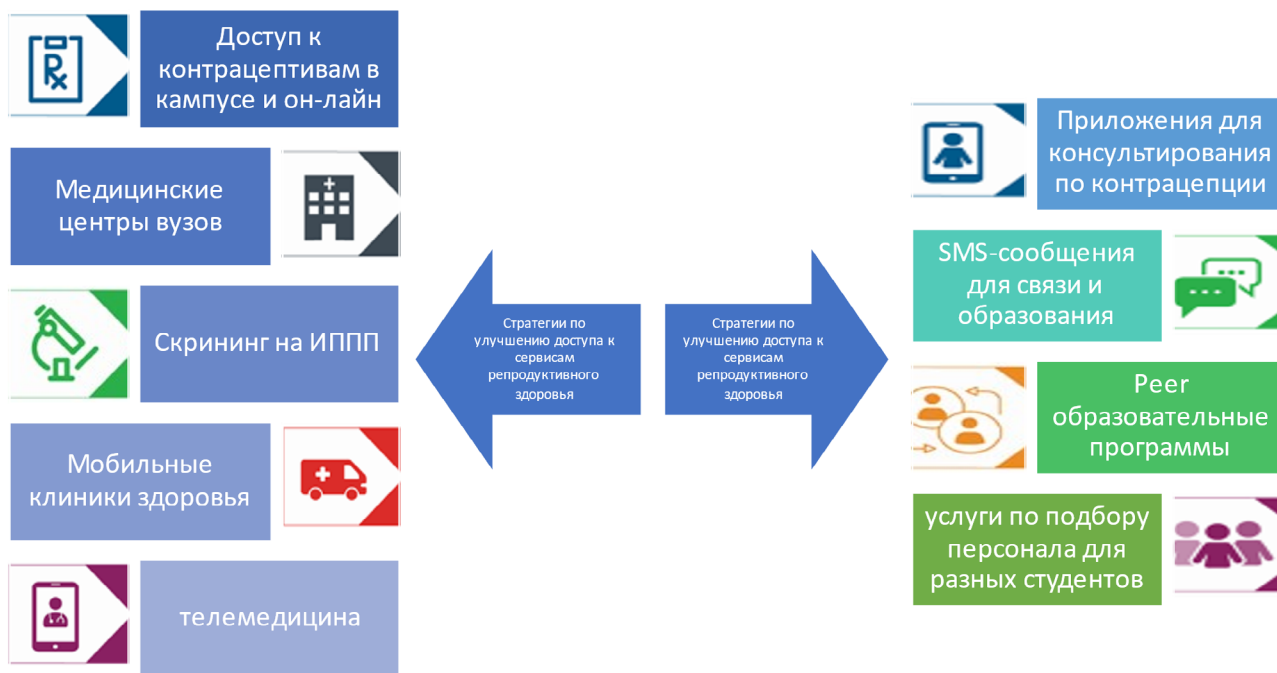 Доступ к
контрацептивам в
кампусе и он-лайн
Медицинские
центры вузов
Скрининг на ИППП
Мобильные
клиники здоровья
телемедицина
Стратегии по
улучшению доступа к
сервисам
репродуктивного
здоровья
Стратегии по
улучшению доступа к
сервисам
репродуктивного
здоровья
Приложения для
консультирования
по контрацепции
SMS-сообщения
для связи и
образования
Peer
образовательные
программы
услуги по подбору
персонала для
разных студентов